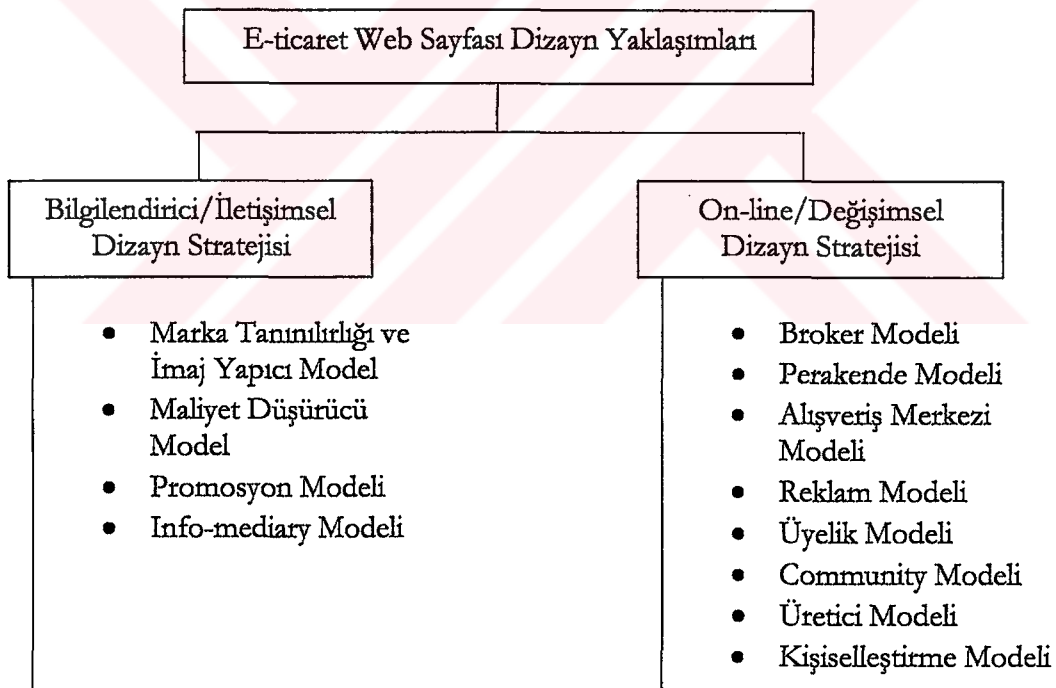 E-ticaret Web Sayfası Dizayn Yaklaşımları
Bilgilendirici/İletişimsel
Dizayn Stratejisi
• Marka Tanınılırlığı ve
İmaj Yapıcı Model
• Maliyet Düşürücü
Model
• Promosyon Modeli
• Info-mediary Modeli
On-line/Değişimsel
Dizayn Stratejisi
• Broker Modeli
• Perakende Modeli
• Alışveriş Merkezi
Modeli
• Reklam Modeli
• Üyelik Modeli
• Community Modeli
• Üretici Modeli
• Kişiselleştirme Modeli